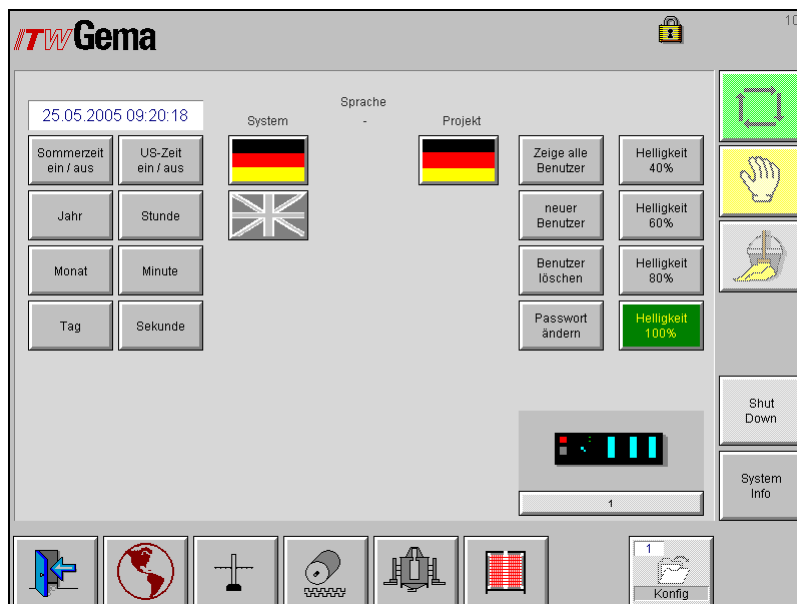 ITWGema
10
25.05.2005 09:20:18
Sprache
System
-
Projekt
Sommerzeit
ein / aus
US-Zeit
ein / aus
Zeige alle
Benutzer
Helligkeit
40%
Jahr
Stunde
neuer
Benutzer
Helligkeit
60%
Monat
Minute
Benutzer
löschen
Helligkeit
80%
Tag
Sekunde
Passwort
ändern
Helligkeit
100%
Shut
Down
System
Info
1
1
Konfig